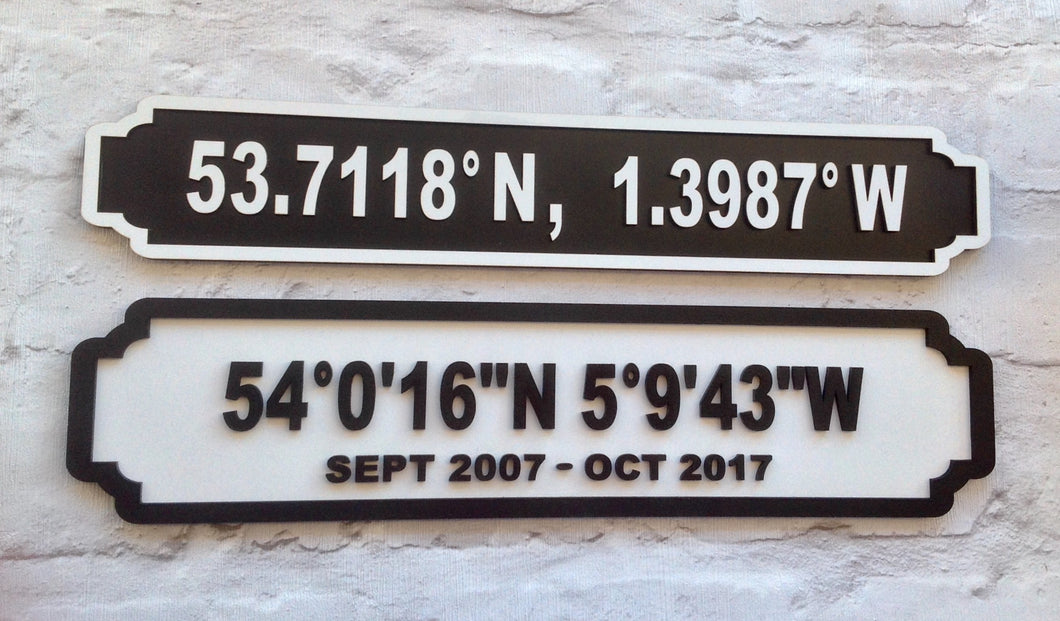 53.7118°N, 1.3987°W
54°0'16"N 5°9'43"W
SEPT 2007 - OCT 2017